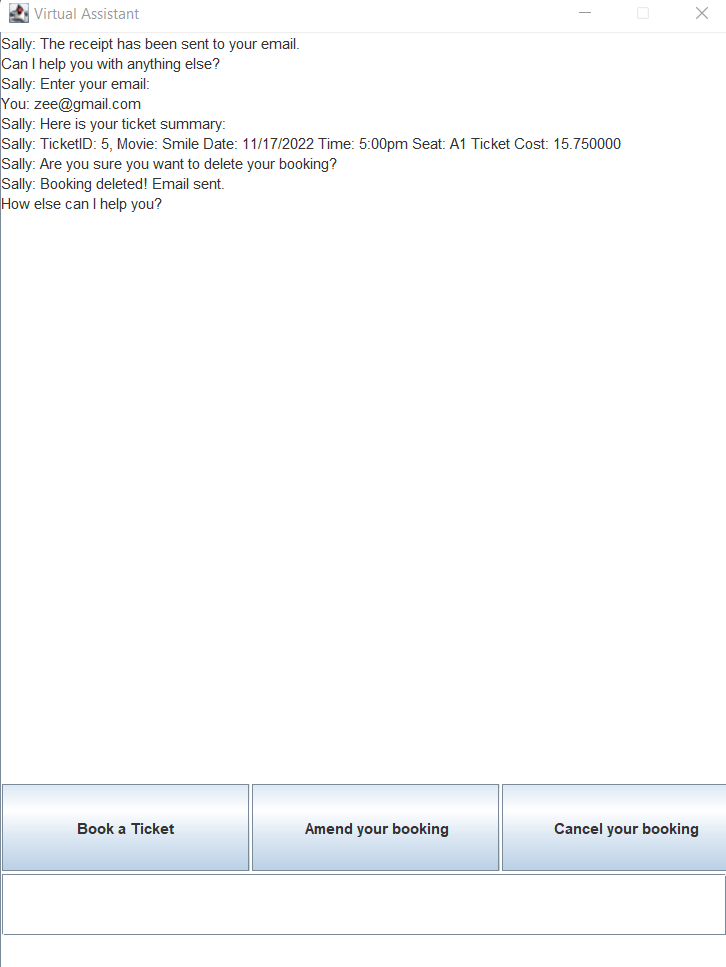 Virtual Assistant
Sally: The receipt has been sent to your email.
Can I help you with anything else?
Sally: Enter your email:
You: zee@gmail.com
Sally: Here is your ticket summary:
Sally: TicketID: 5, Movie: Smile Date: 11/17/2022 Time: 5:00pm Seat: A1 Ticket Cost: 15.750000
Sally: Are you sure you want to delete your booking?
Sally: Booking deleted! Email sent.
How else can I help you?
Book a Ticket
Amend your booking
Cancel your booking